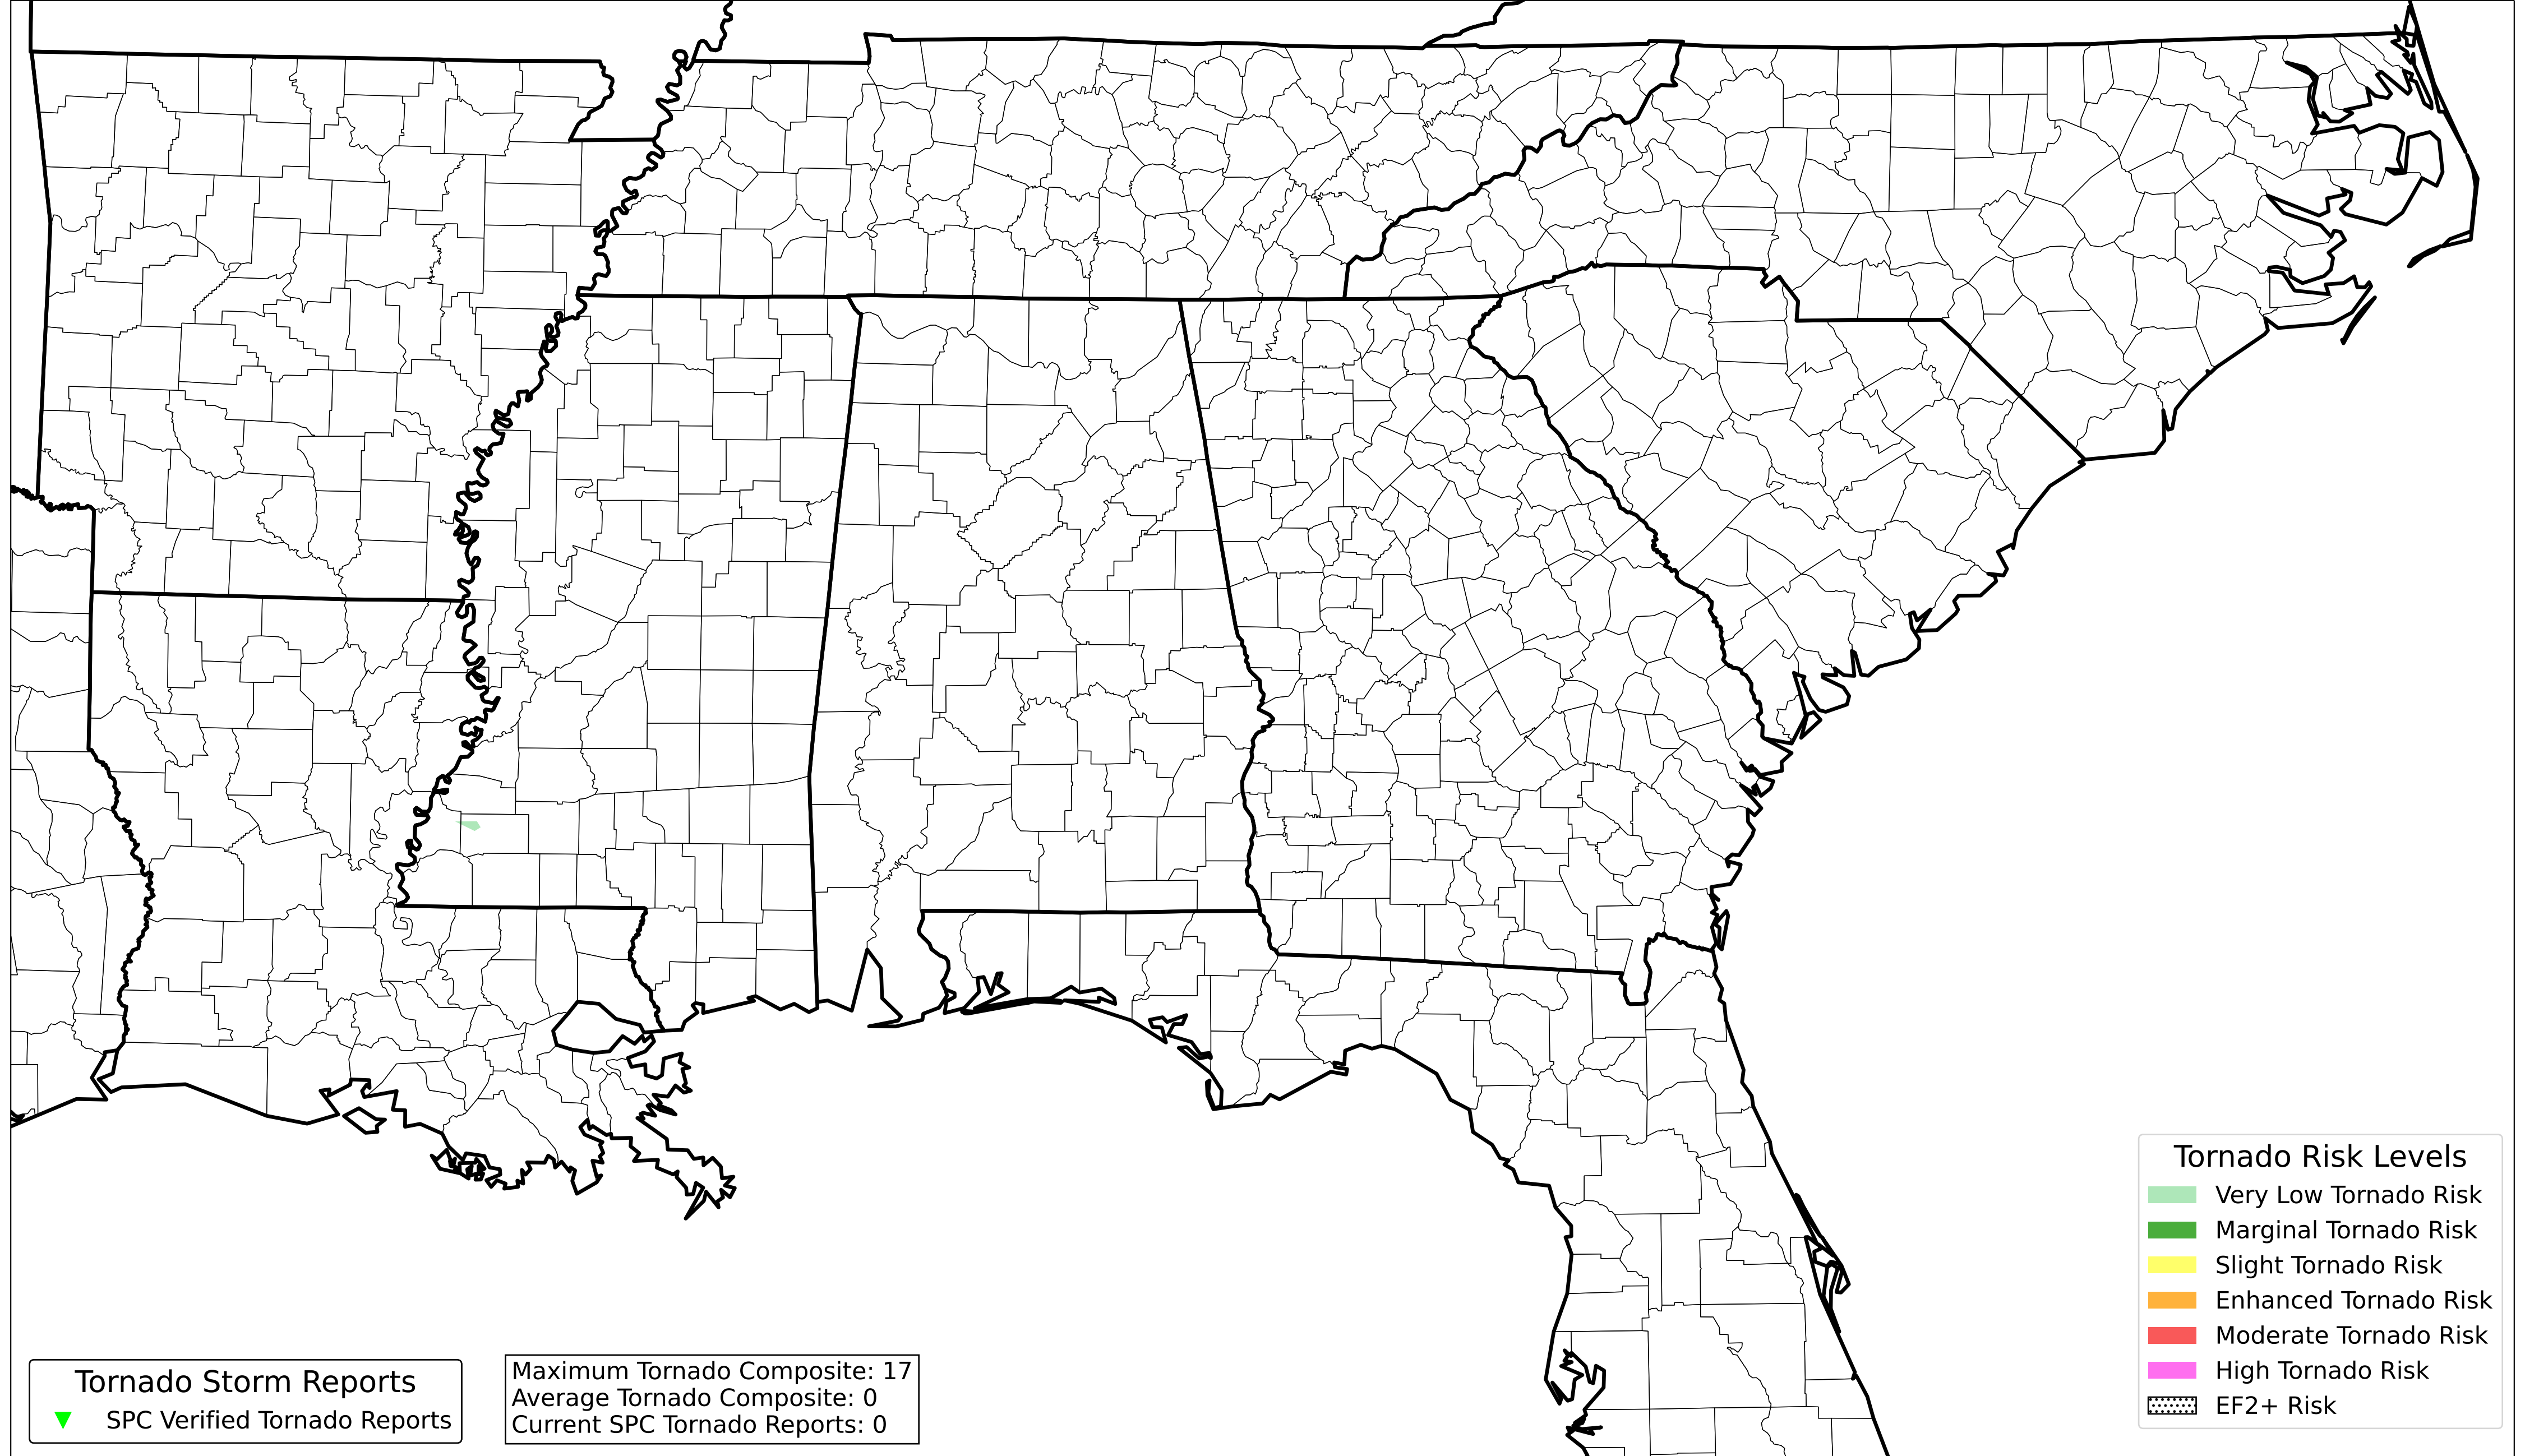 Tornado Risk Levels
Very Low Tornado Risk
Marginal Tornado Risk
Slight Tornado Risk
Enhanced Tornado Risk
Moderate Tornado Risk
High Tornado Risk
EF2+ Risk
Tornado Storm Reports
SPC Verified Tornado Reports
Maximum Tornado Composite: 17
Average Tornado Composite: 0
Current SPC Tornado Reports: 0